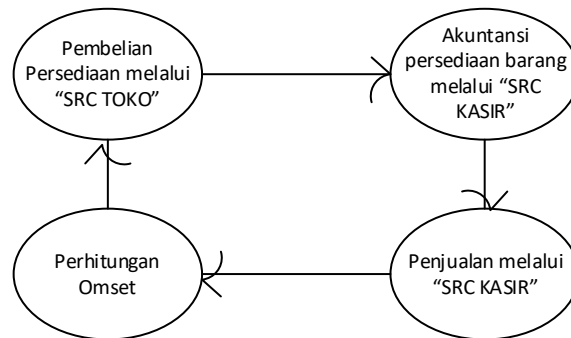 Pembelian
Persediaan melalui
“SRC TOKO”
Akuntansi
persediaan barang
melalui “SRC
KASIR”
Perhitungan
Omset
Penjualan melalui
“SRC KASIR”